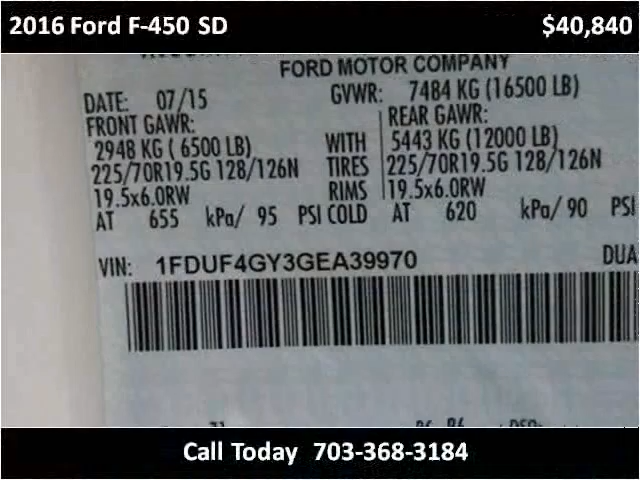 2016 Ford F-450 SD $40,840
FORD MOTOR COMPANY
DATE: 07/15 GVWR: 7484 KG (16500 LB)
FRONT GAWR: REAR GAWR:
2948 KG ( 6500 LB) WITH 5443 KG (12000 LB)
225/70R19.5G 128/126N TIRES 225/70R19.5G 128/126N
19.5x6.0RW RIMS 19.5x6.0RW
AT 655 kPa/ 95 PSI COLD AT 620 kPa/ 90 PSI
VIN: 1FDUF4GY3GEA39970 DUA
Call Today 703-368-3184